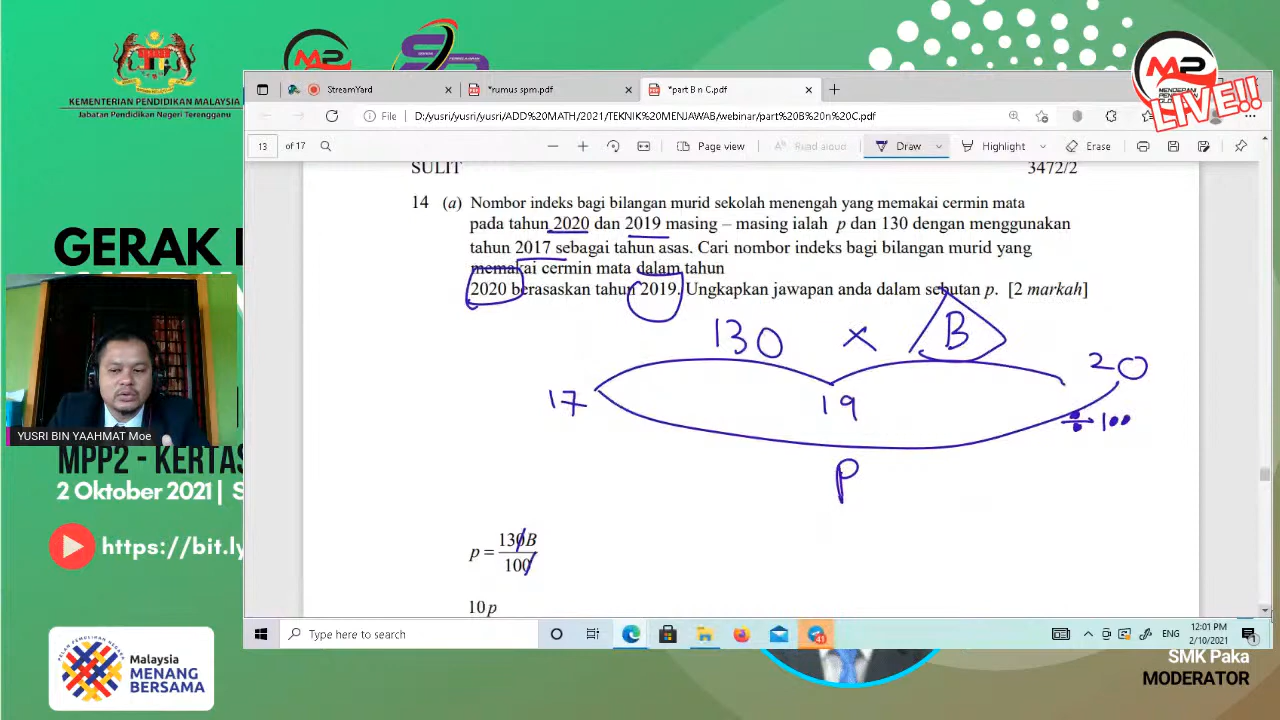 KEMENTERIAN PENDIDIKAN MALAYSIA
Jabatan Pendidikan Negeri Terengganu
MP
MP
LIVE!!
StreamYard
*rumus spm.pdf
*part B n C.pdf
File
D:/yusri/yusri/yusri/ADD%20MATH/2021/TEKNIK%20MENJAWAB/webinar/part%20B%20n%20C.pdf
13 of 17
Page view
Read aloud
Draw
Highlight
Erase
SULIT 3472/2
14 (a) Nombor indeks bagi bilangan murid sekolah menengah yang memakai cermin mata
pada tahun 2020 dan 2019 masing – masing ialah p dan 130 dengan menggunakan
tahun 2017 sebagai tahun asas. Cari nombor indeks bagi bilangan murid yang
memakai cermin mata dalam tahun
2020 berasaskan tahun 2019. Ungkapkan jawapan anda dalam sebutan p. [2 markah]
130 × B
20
17
19
÷ 100
p
p = 130B
100
10p
GERAK
YUSRI BIN YAAHMAT Moe
MPP2 - KERTAS
2 Oktober 2021| S
https://bit.ly
Malaysia
MENANG
BERSAMA
Type here to search
41
ENG
12:01 PM
2/10/2021
SMK Paka
MODERATOR